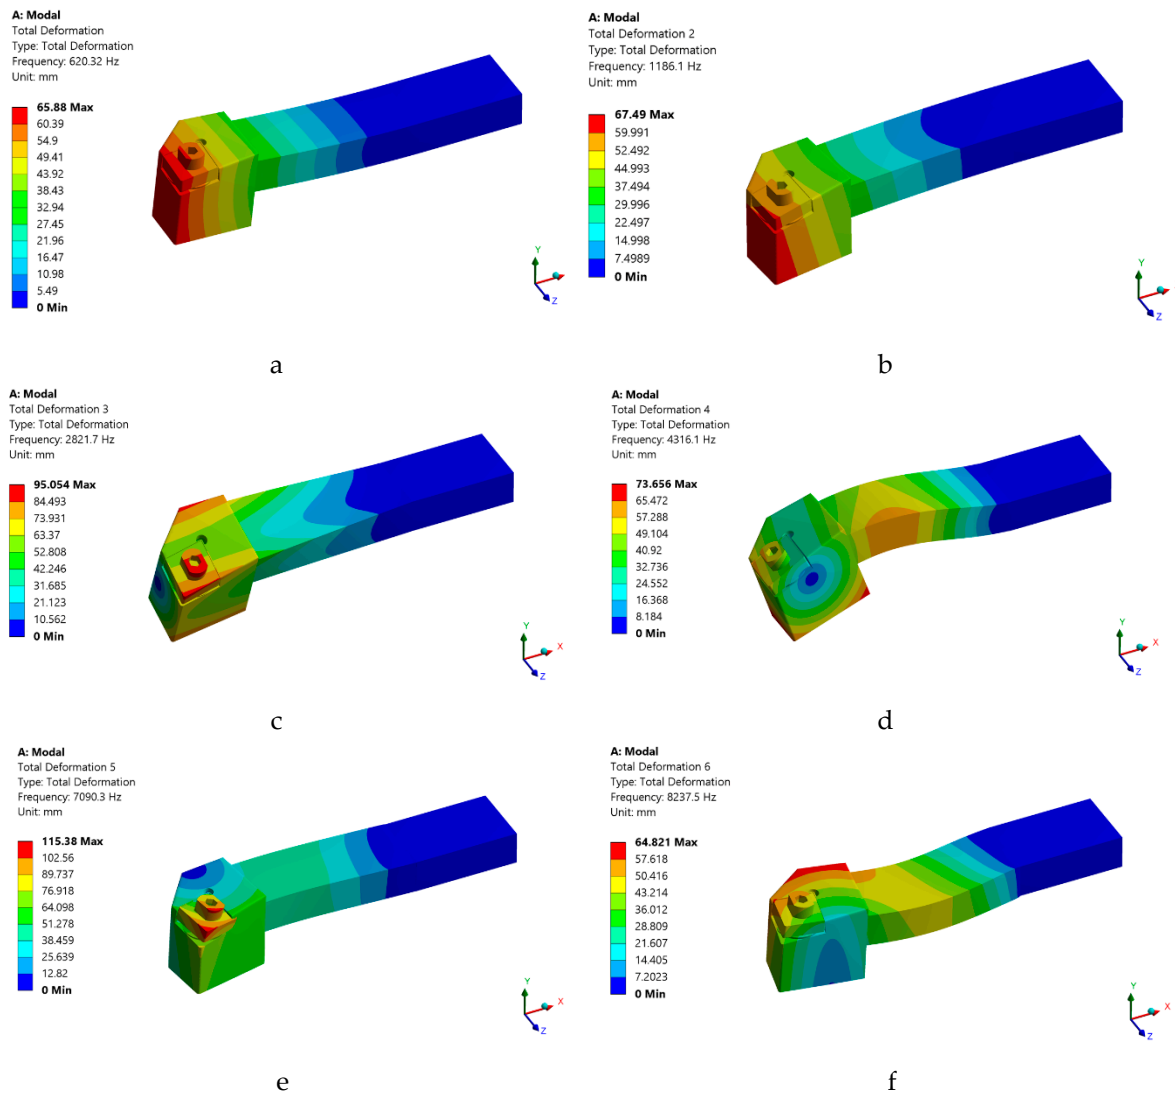 A: Modal
Total Deformation
Type: Total Deformation
Frequency: 620.32 Hz
Unit: mm
65.88 Max
60.39
54.9
49.41
43.92
38.43
32.94
27.45
21.96
16.47
10.98
5.49
0 Min
Y
Z
a
A: Modal
Total Deformation 2
Type: Total Deformation
Frequency: 1186.1 Hz
Unit: mm
67.49 Max
59.991
52.492
44.993
37.494
29.996
22.497
14.998
7.4989
0 Min
Y
Z
b
A: Modal
Total Deformation 3
Type: Total Deformation
Frequency: 2821.7 Hz
Unit: mm
95.054 Max
84.493
73.931
63.37
52.808
42.246
31.685
21.123
10.562
0 Min
Y
X
Z
c
A: Modal
Total Deformation 4
Type: Total Deformation
Frequency: 4316.1 Hz
Unit: mm
73.656 Max
65.472
57.288
49.104
40.92
32.736
24.552
16.368
8.184
0 Min
Y
X
Z
d
A: Modal
Total Deformation 5
Type: Total Deformation
Frequency: 7090.3 Hz
Unit: mm
115.38 Max
102.56
89.737
76.918
64.098
51.278
38.459
25.639
12.82
0 Min
Y
X
Z
e
A: Modal
Total Deformation 6
Type: Total Deformation
Frequency: 8237.5 Hz
Unit: mm
64.821 Max
57.618
50.416
43.214
36.012
28.809
21.607
14.405
7.2023
0 Min
Y
X
Z
f